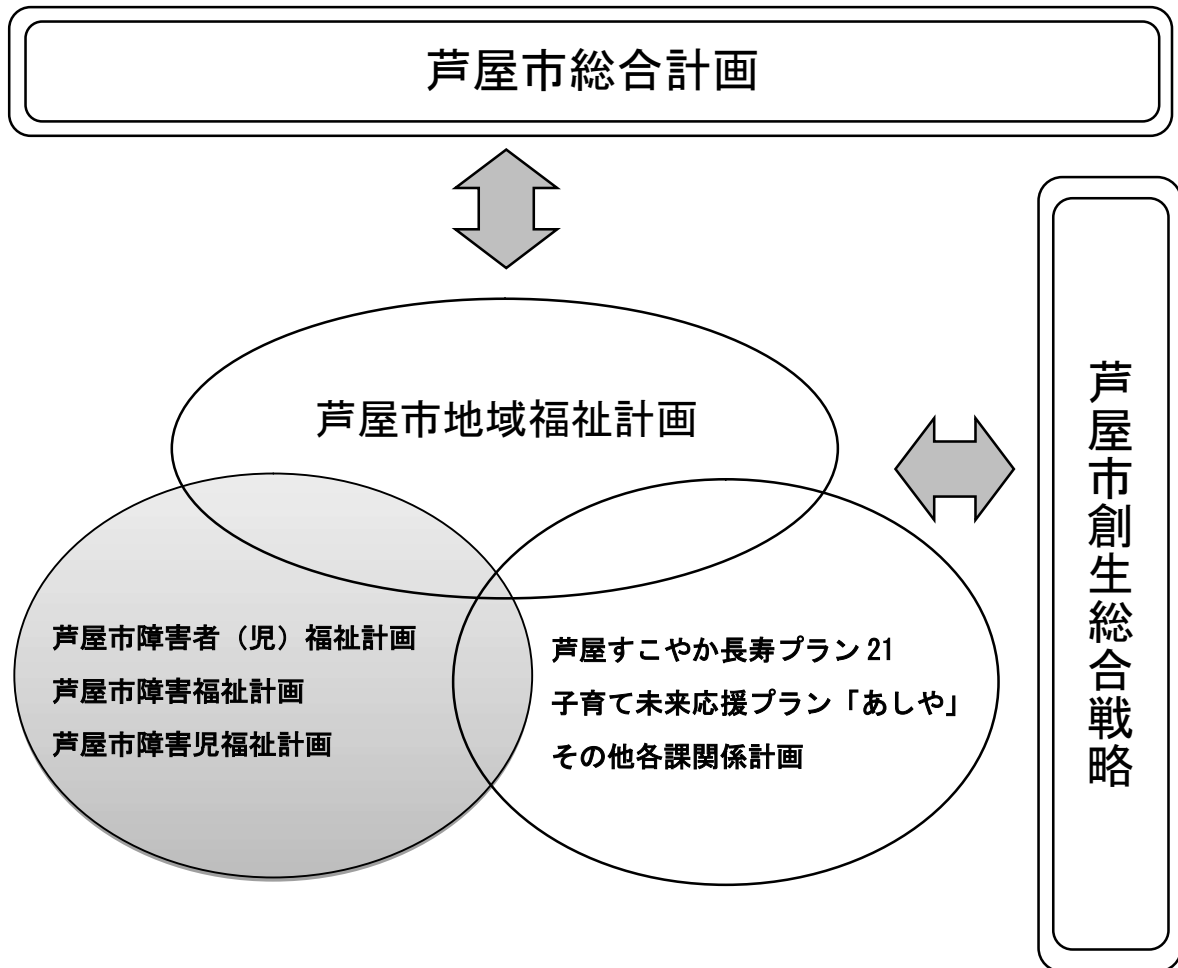 芦屋市総合計画
芦屋市地域福祉計画
芦屋市障害者（児）福祉計画
芦屋市障害福祉計画
芦屋市障害児福祉計画
芦屋すこやか長寿プラン 21
子育て未来応援プラン「あしや」
その他各課関係計画
芦屋市創生総合戦略